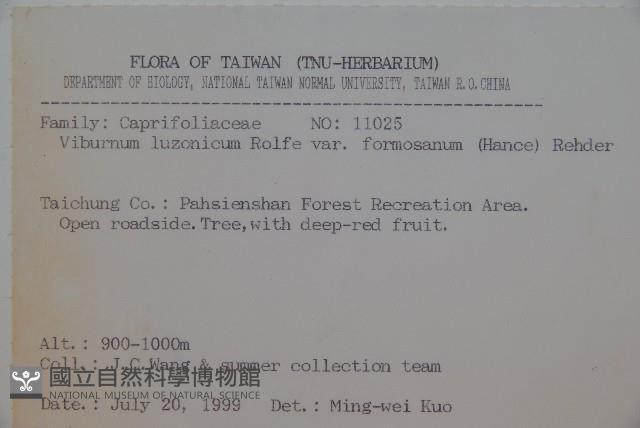 FLORA OF TAIWAN (TNU-HERBARIUM)
DEPARTMENT OF BIOLOGY, NATIONAL TAIWAN NORMAL UNIVERSITY, TAIWAN R.O.CHINA
Family: Caprifoliaceae NO: 11025
Viburnum luzonicum Rolfe var. formosanum (Hance) Rehder
Taichung Co.: Pahsienshan Forest Recreation Area.
Open roadside. Tree, with deep-red fruit.
Alt.: 900-1000m
Coll.: J.C.Wang & summer collection team
國立自然科學博物館
NATIONAL MUSEUM OF NATURAL SCIENCE
Date.: July 20, 1999 Det.: Ming-wei Kuo